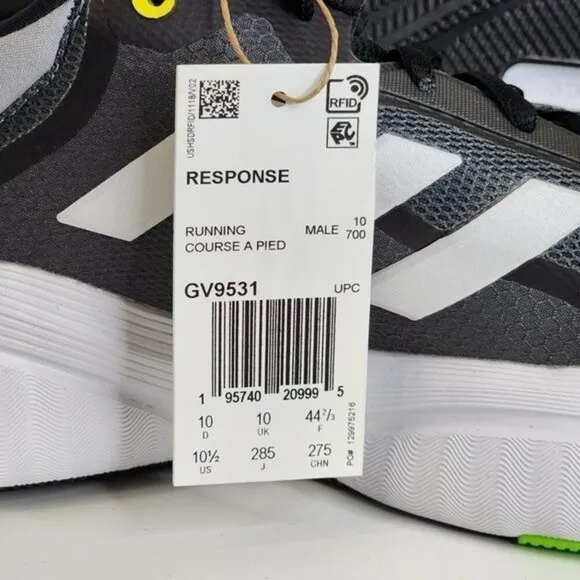 USHSDRFID/1118/V02
RFID
EPC
RESPONSE
RUNNING MALE 10
COURSE A PIED 700
GV9531 UPC
1 95740 20999 5
10 10 44²/₃
D UK F
10½ 285 275
US J CHN
PO# 129975216